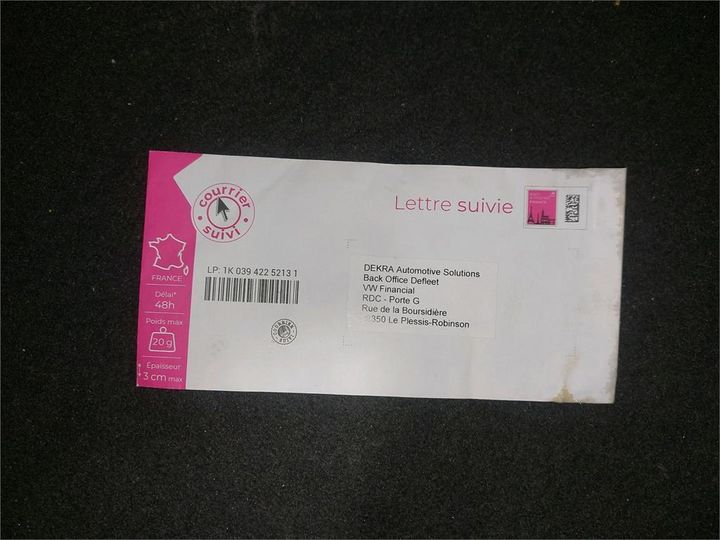 courrier
suivi
Lettre suivie
FRANCE
Délai*
48h
Poids max
20 g
Épaisseur
3 cm max
LP: 1K 039 422 5213 1
COURRIER
SUIVI
DEKRA Automotive Solutions
Back Office Defleet
VW Financial
RDC - Porte G
Rue de la Boursidière
350 Le Plessis-Robinson